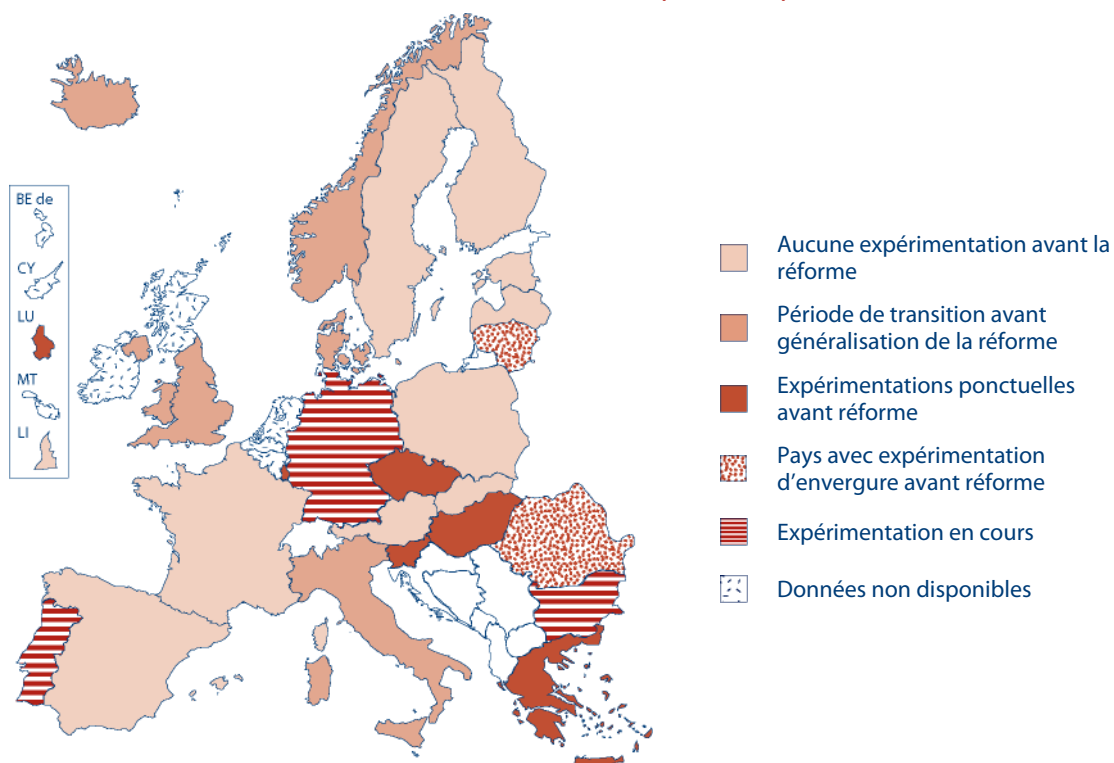 BE de
CY
LU
MT
LI
Aucune expérimentation avant la
réforme
Période de transition avant
généralisation de la réforme
Expérimentations ponctuelles
avant réforme
Pays avec expérimentation
d’envergure avant réforme
Expérimentation en cours
Données non disponibles